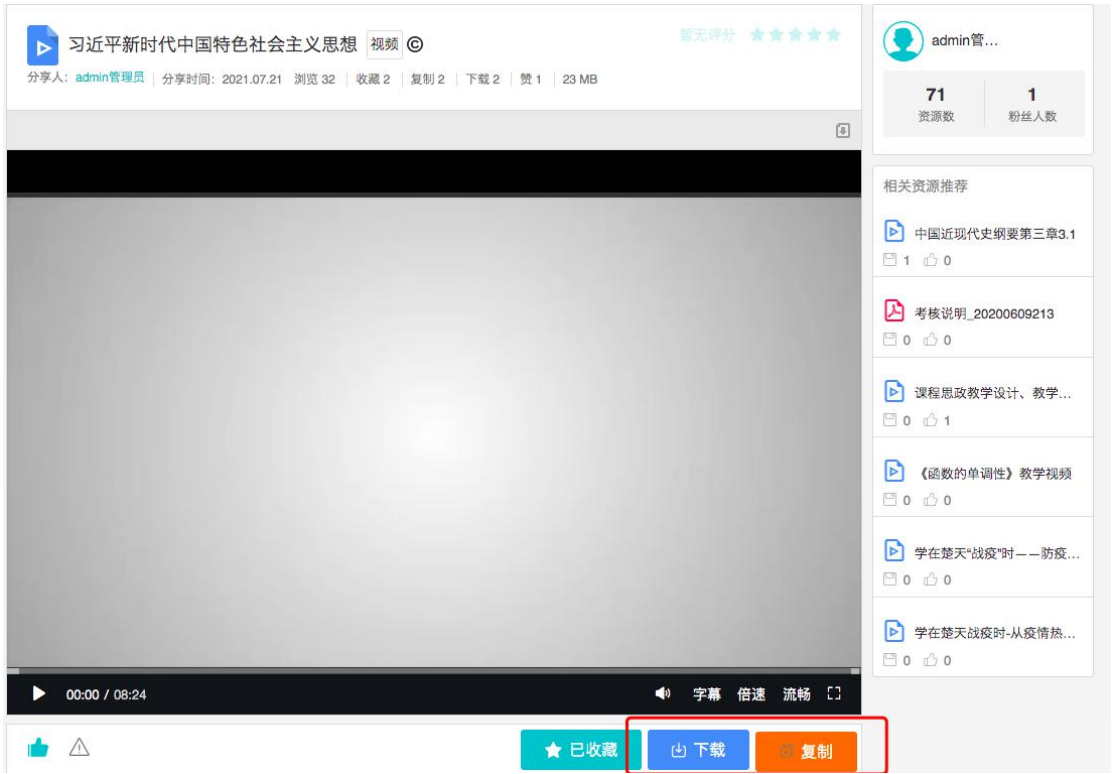 习近平新时代中国特色社会主义思想 视频 ©
暂无评分
分享人：admin管理员 分享时间：2021.07.21 浏览 32 收藏 2 复制 2 下载 2 赞 1 23 MB
00:00 / 08:24
字幕 倍速 流畅
已收藏 下载 复制
admin管…
71 1
资源数 粉丝人数
相关资源推荐
中国近现代史纲要第三章3.1
1 0
考核说明_20200609213
0 0
课程思政教学设计、教学…
0 1
《函数的单调性》教学视频
0 0
学在楚天“战疫”时——防疫…
0 0
学在楚天战疫时-从疫情热…
0 0